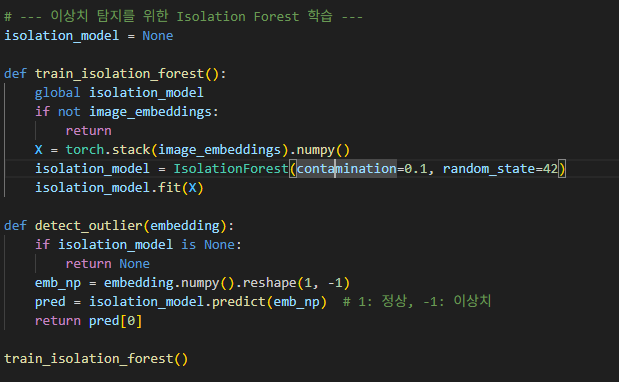 # --- 이상치 탐지를 위한 Isolation Forest 학습 ---
isolation_model = None
def train_isolation_forest():
    global isolation_model
    if not image_embeddings:
        return
    X = torch.stack(image_embeddings).numpy()
    isolation_model = IsolationForest(contamination=0.1, random_state=42)
    isolation_model.fit(X)
def detect_outlier(embedding):
    if isolation_model is None:
        return None
    emb_np = embedding.numpy().reshape(1, -1)
    pred = isolation_model.predict(emb_np)  # 1: 정상, -1: 이상치
    return pred[0]
train_isolation_forest()